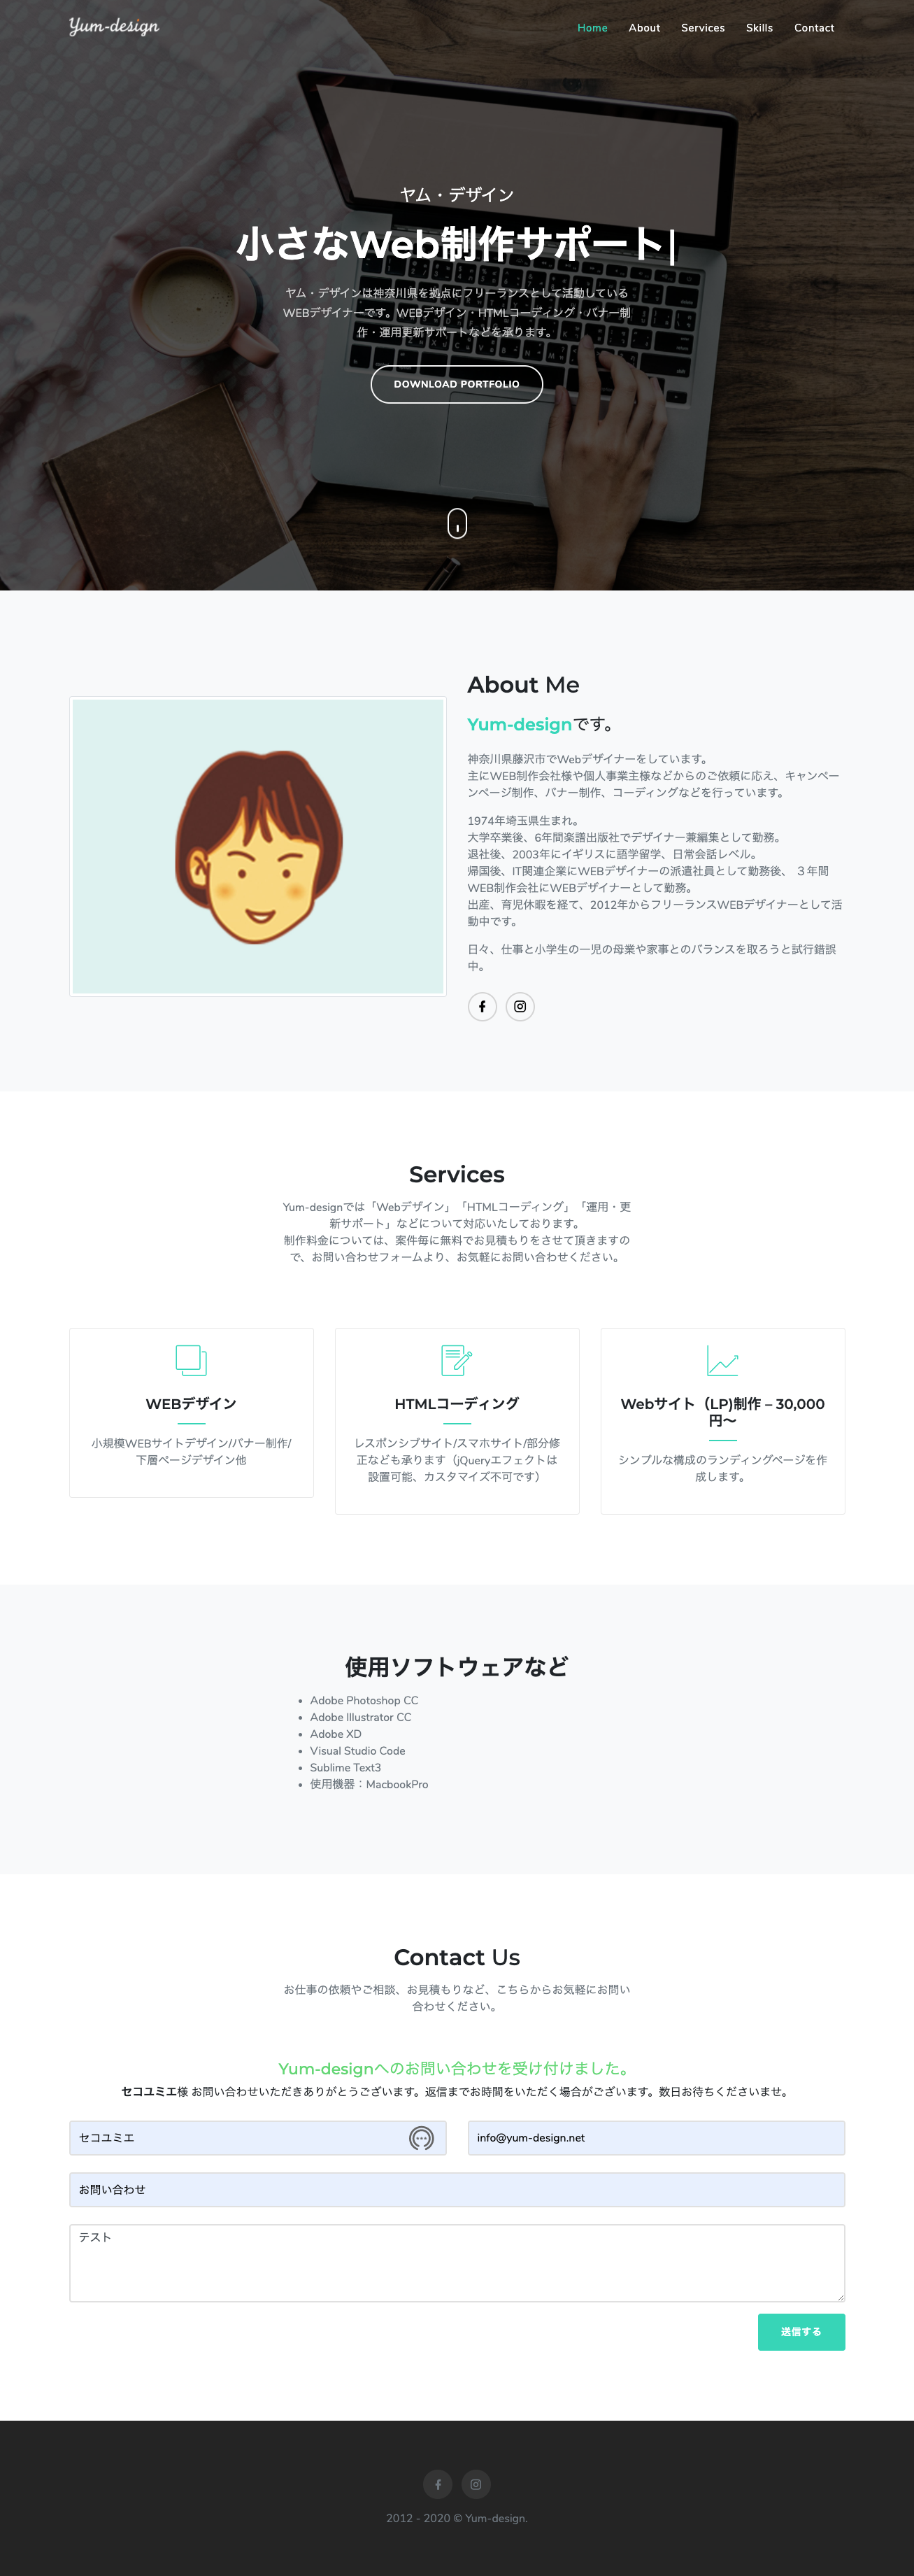 Yum-design
Home About Services Skills Contact
ヤム・デザイン
小さなWeb制作サポート|
ヤム・デザインは神奈川県を拠点にフリーランスとして活動している
WEBデザイナーです。WEBデザイン・HTMLコーディング・バナー制
作・運用更新サポートなどを承ります。
DOWNLOAD PORTFOLIO
About Me
Yum-designです。
神奈川県藤沢市でWebデザイナーをしています。
主にWEB制作会社様や個人事業主様などからのご依頼に応え、キャンペー
ンページ制作、バナー制作、コーディングなどを行っています。
1974年埼玉県生まれ。
大学卒業後、6年間楽譜出版社でデザイナー兼編集として勤務。
退社後、2003年にイギリスに語学留学、日常会話レベル。
帰国後、IT関連企業にWEBデザイナーの派遣社員として勤務後、 ３年間
WEB制作会社にWEBデザイナーとして勤務。
出産、育児休暇を経て、2012年からフリーランスWEBデザイナーとして活
動中です。
日々、仕事と小学生の一児の母業や家事とのバランスを取ろうと試行錯誤
中。
Services
Yum-designでは「Webデザイン」「HTMLコーディング」「運用・更
新サポート」などについて対応いたしております。
制作料金については、案件毎に無料でお見積もりをさせて頂きますの
で、お問い合わせフォームより、お気軽にお問い合わせください。
WEBデザイン
小規模WEBサイトデザイン/バナー制作/
下層ページデザイン他
HTMLコーディング
レスポンシブサイト/スマホサイト/部分修
正なども承ります（jQueryエフェクトは
設置可能、カスタマイズ不可です）
Webサイト（LP)制作 – 30,000
円〜
シンプルな構成のランディングページを作
成します。
使用ソフトウェアなど
• Adobe Photoshop CC
• Adobe Illustrator CC
• Adobe XD
• Visual Studio Code
• Sublime Text3
• 使用機器：MacbookPro
Contact Us
お仕事の依頼やご相談、お見積もりなど、こちらからお気軽にお問い
合わせください。
Yum-designへのお問い合わせを受け付けました。
セコユミエ様 お問い合わせいただきありがとうございます。返信までお時間をいただく場合がございます。数日お待ちくださいませ。
セコユミエ
info@yum-design.net
お問い合わせ
テスト
送信する
2012 - 2020 © Yum-design.